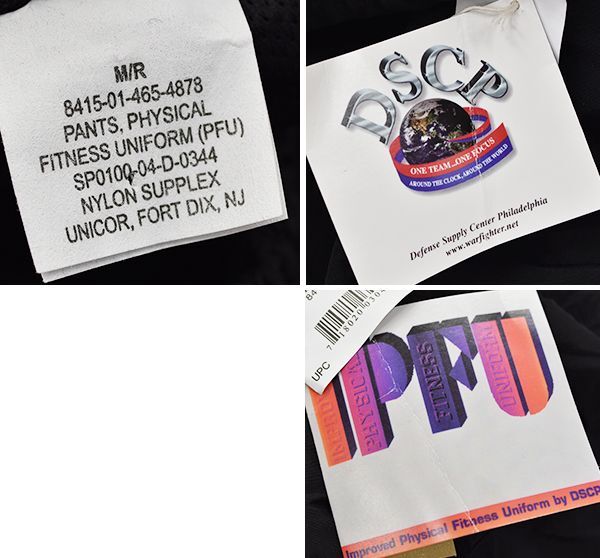 M/R
8415-01-465-4878
PANTS, PHYSICAL
FITNESS UNIFORM (PFU)
SP0100-04-D-0344
NYLON SUPPLEX
UNICOR, FORT DIX, NJ
DSCP
ONE TEAM...ONE FOCUS
AROUND THE CLOCK, AROUND THE WORLD
Defense Supply Center Philadelphia
www.warfighter.net
UPC
IPFU
PHYSICAL
FITNESS
UNIFORM
Improved Physical Fitness Uniform by DSCP